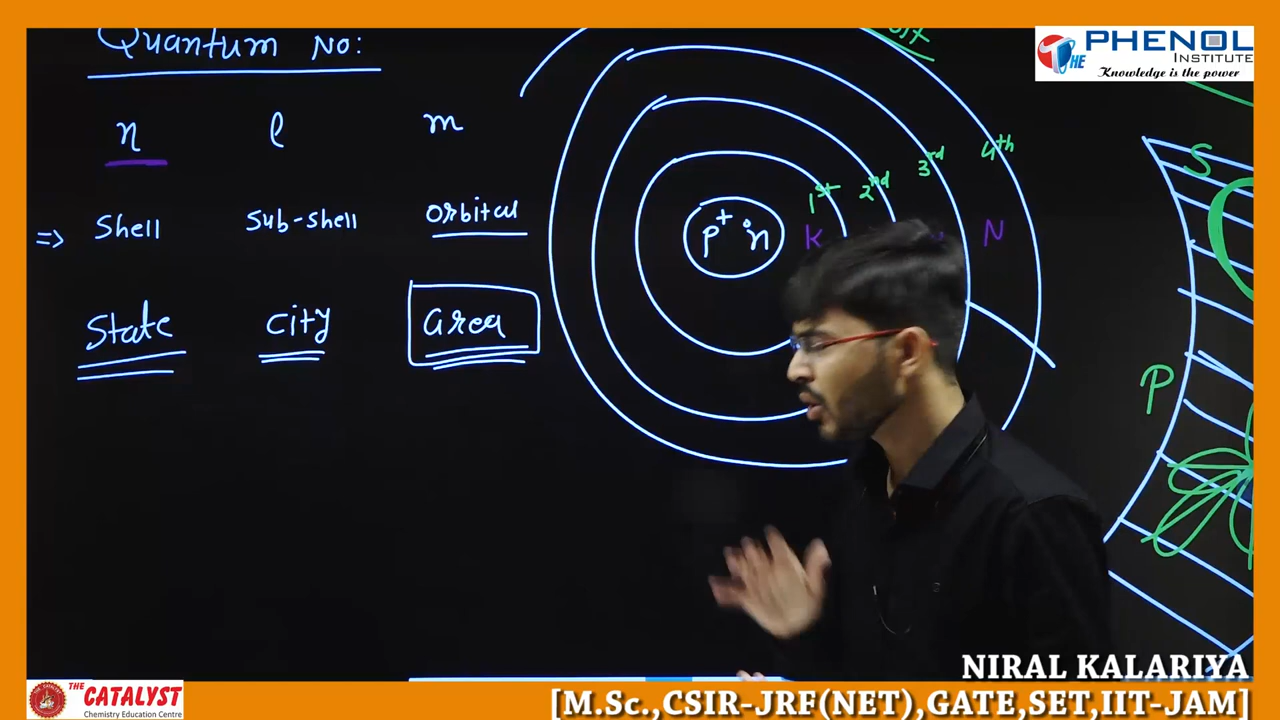 Quantum No:
n l m
=> Shell Sub-shell Orbital
State City area
p+ n
1st 2nd 3rd 4th
K N
S
P
THE PHENOL
INSTITUTE
Knowledge is the power
NIRAL KALARIYA
[M.Sc.,CSIR-JRF(NET),GATE,SET,IIT-JAM]
THE CATALYST
Chemistry Education Centre